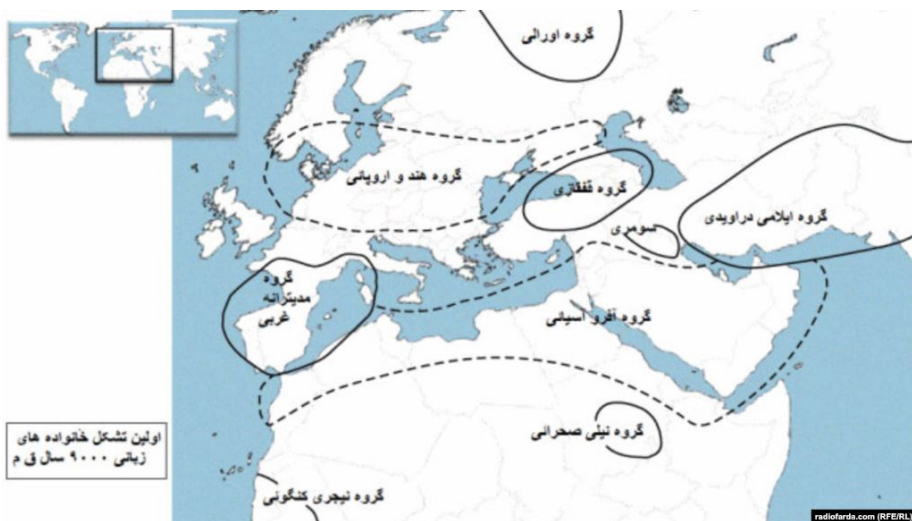 گروه اورالی
گروه هند و اروپائی
گروه قفقازی
سومری
گروه ایلامی دراویدی
گروه
مدیترانه
غربی
گروه آفرو آسیائی
گروه نیلی صحرائی
گروه نیجری کنگوئی
اولین تشکل خانواده های
زبانی ۹۰۰۰ سال ق م
radiofarda.com (RFE/RL)